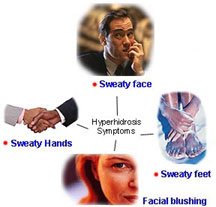 Sweaty face
Hyperhidrosis
Symptoms
Sweaty Hands
Sweaty feet
Facial blushing